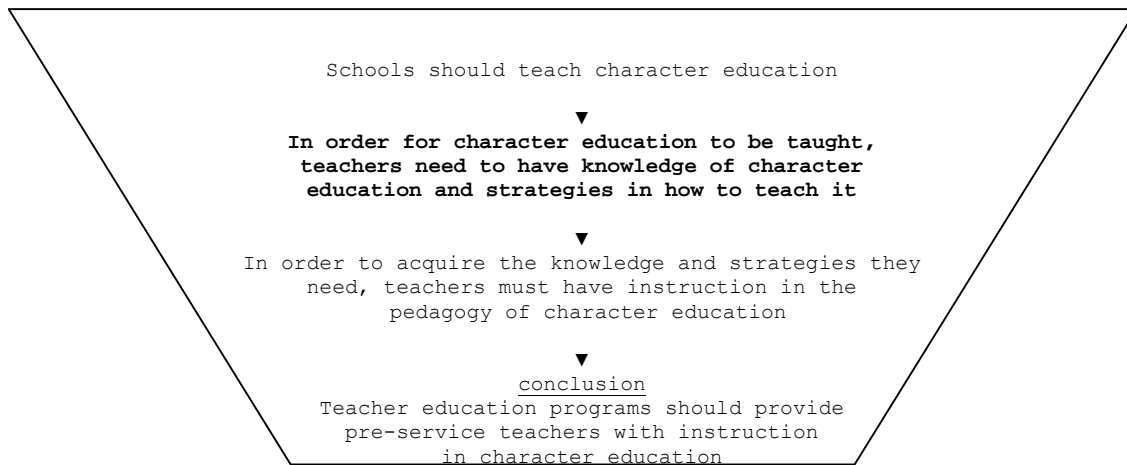 Schools should teach character education
▼
In order for character education to be taught,
teachers need to have knowledge of character
education and strategies in how to teach it
▼
In order to acquire the knowledge and strategies they
need, teachers must have instruction in the
pedagogy of character education
▼
conclusion
Teacher education programs should provide
pre-service teachers with instruction
in character education